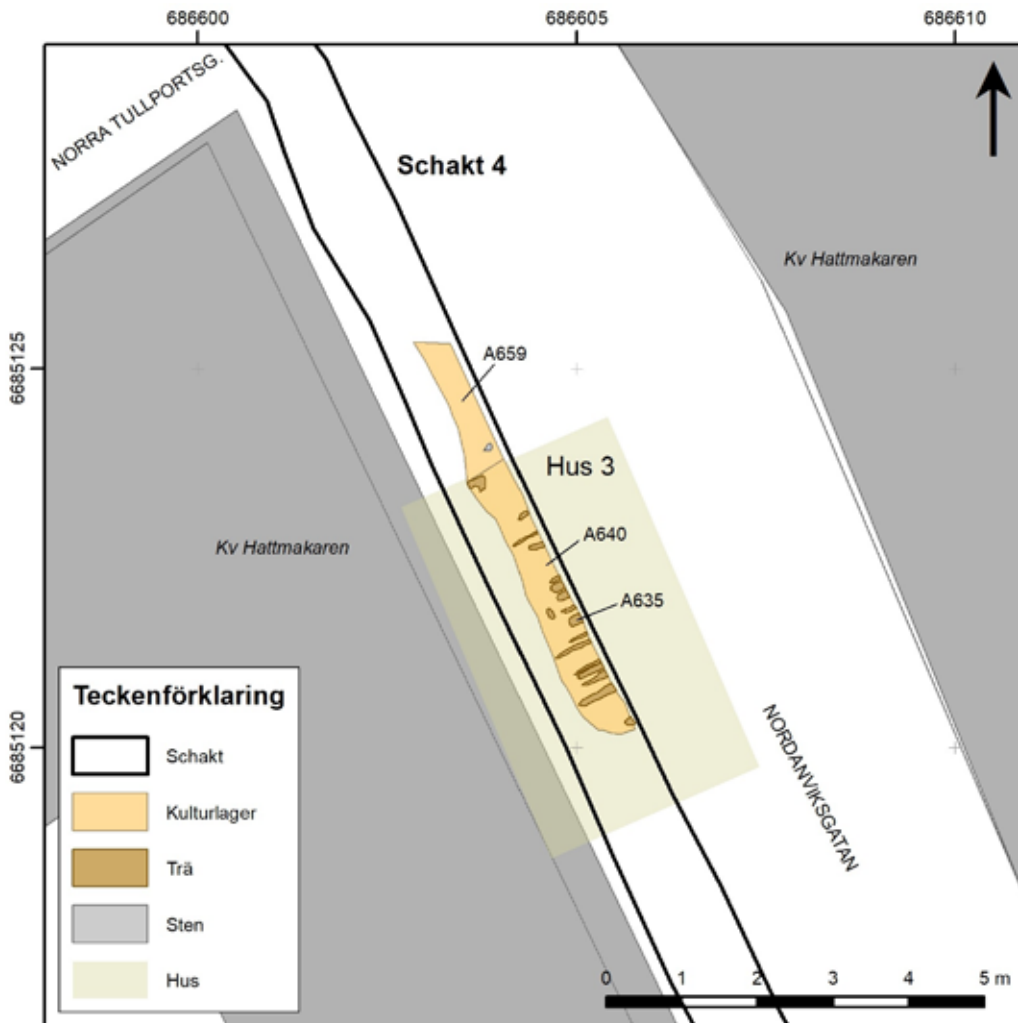 686600
686605
686610
NORRA TULLPORTSG.
Schakt 4
Kv Hattmakaren
6685125
A659
Hus 3
A640
Kv Hattmakaren
A635
6685120
NORDANVIKSGATAN
Teckenförklaring
Schakt
Kulturlager
Trä
Sten
Hus
0 1 2 3 4 5 m